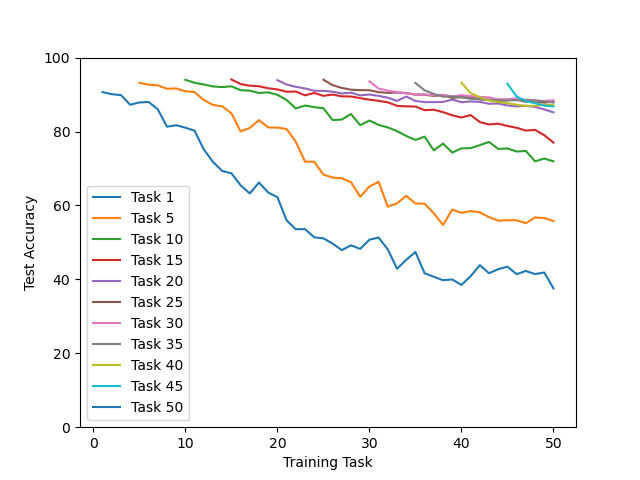 100
80
60
40
20
0
Test Accuracy
Task 1
Task 5
Task 10
Task 15
Task 20
Task 25
Task 30
Task 35
Task 40
Task 45
Task 50
0 10 20 30 40 50
Training Task